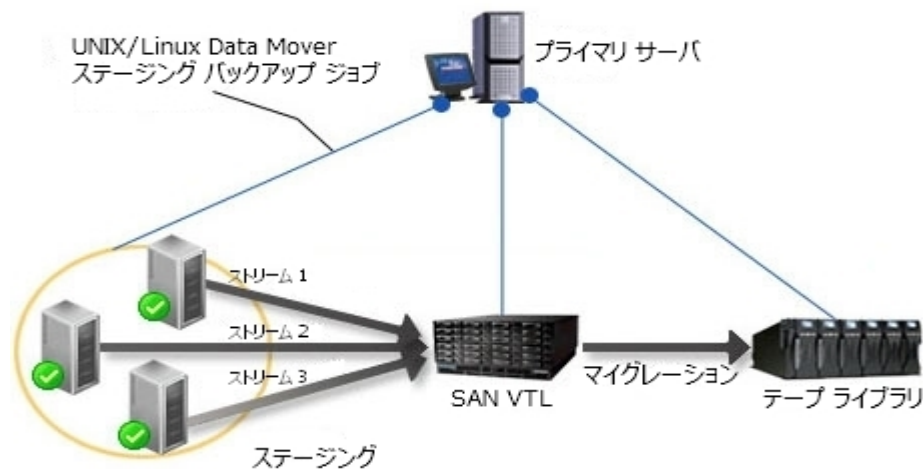 UNIX/Linux Data Mover
ステージング バックアップ ジョブ
プライマリ サーバ
ストリーム 1
ストリーム 2
ストリーム 3
SAN VTL
マイグレーション
テープ ライブラリ
ステージング